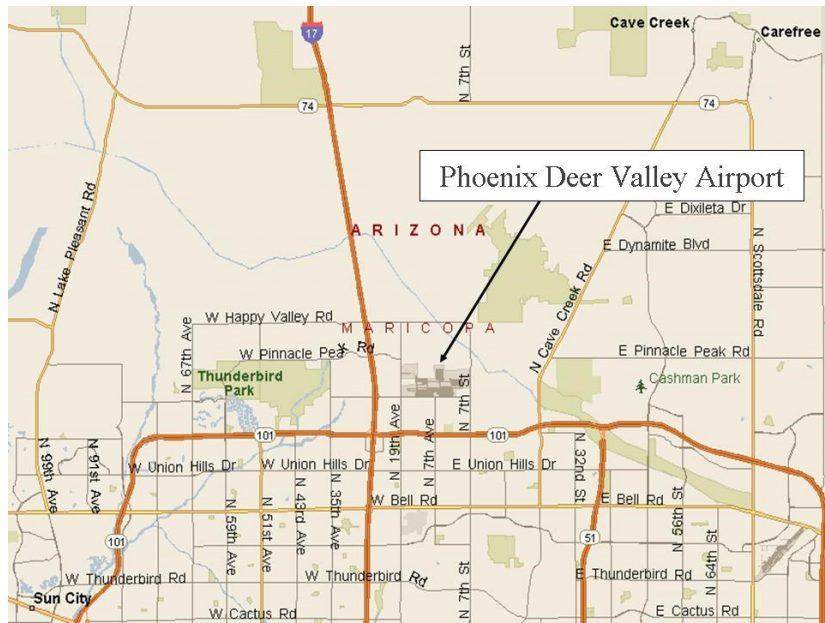 Cave Creek
Carefree
17
N 7th St
74
74
Phoenix Deer Valley Airport
N Lake Pleasant Rd
E Dixileta Dr
ARIZONA
E Dynamite Blvd
N Scottsdale Rd
N Cave Creek Rd
W Happy Valley Rd
MARICOPA
N 67th Ave
W Pinnacle Pea Rd
E Pinnacle Peak Rd
Thunderbird
Park
Cashman Park
N 7th St
N 19th Ave
N 7th Ave
101
101
N 99th Ave
N 91st Ave
W Union Hills Dr
W Union Hills Dr
E Union Hills Dr
N 32nd St
N 59th Ave
N 51st Ave
N 43rd Ave
N 35th Ave
W Bell Rd
E Bell Rd
N 56th St
N 64th St
101
51
W Thunderbird Rd
W Thunderbird Rd
E Thunderbird Rd
N 7th St
Sun City
W Cactus Rd
E Cactus Rd